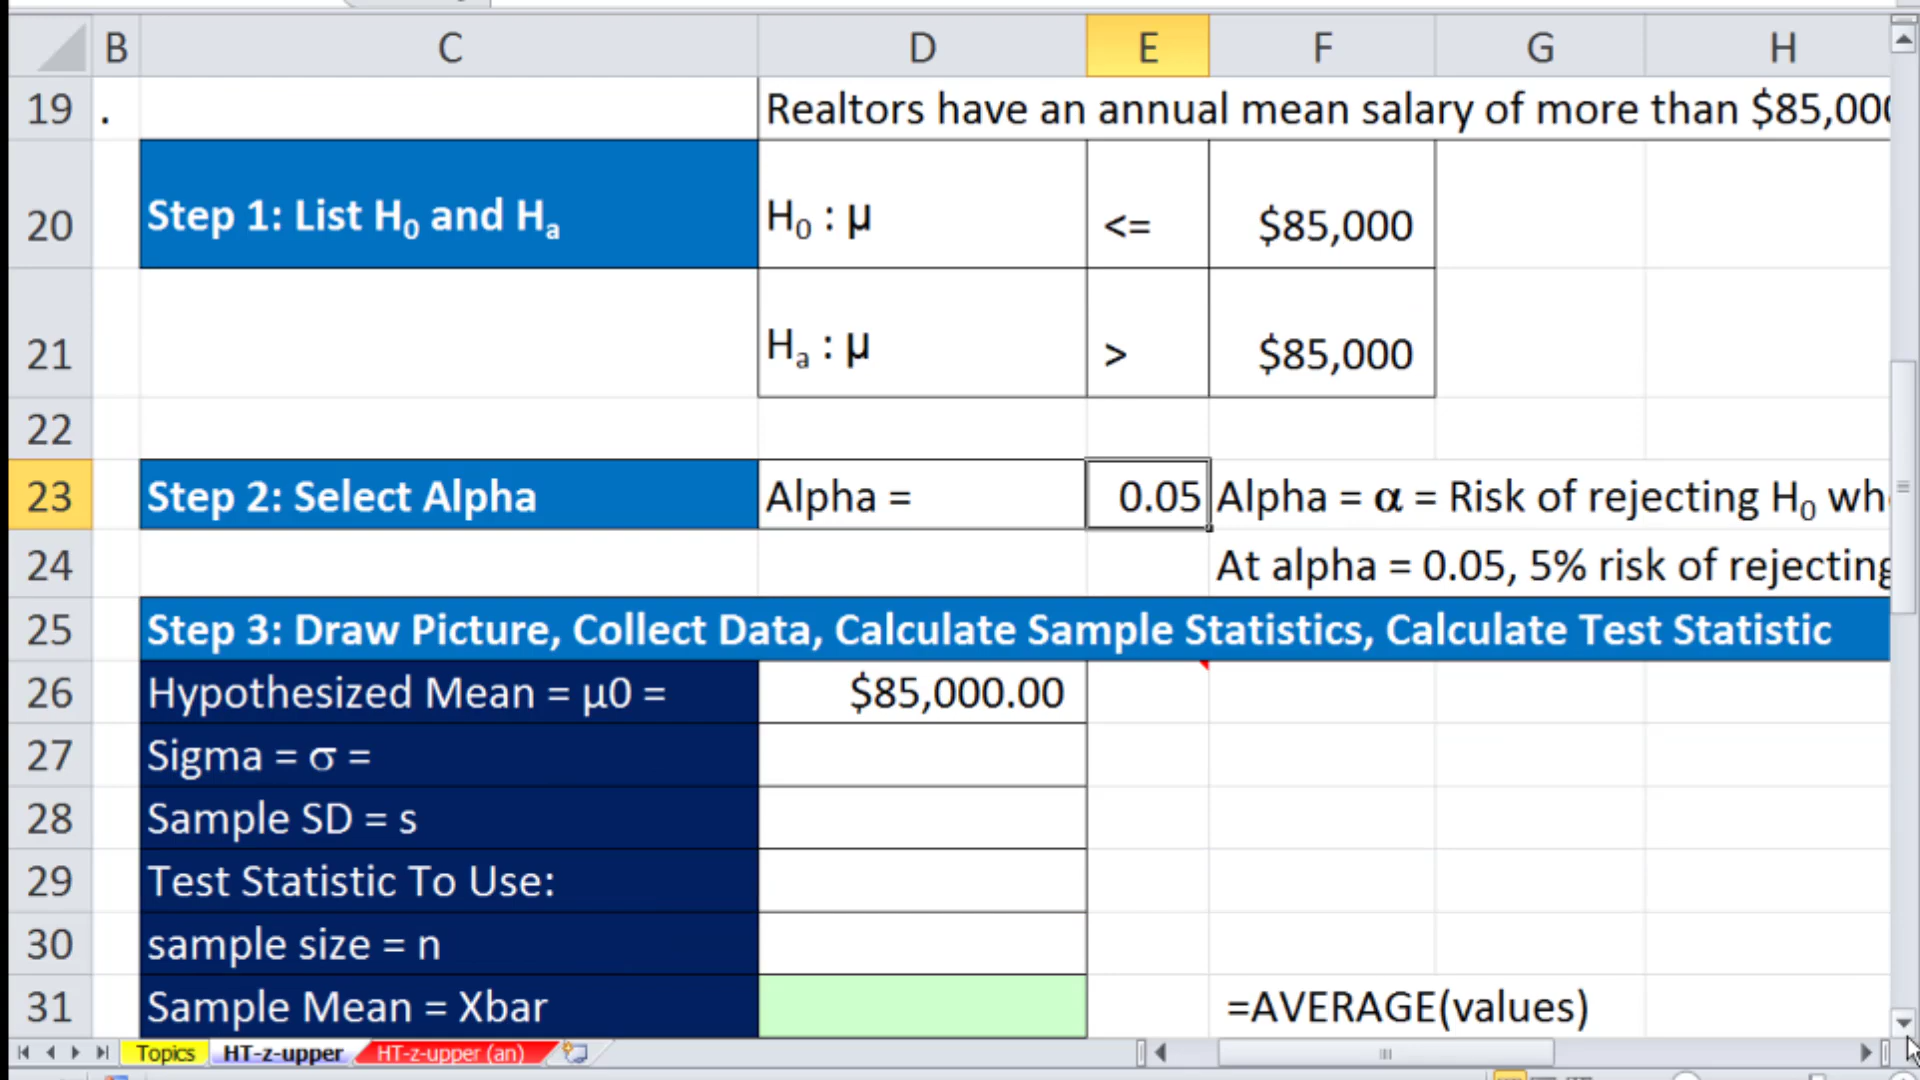 B C D E F G H
19 . Realtors have an annual mean salary of more than $85,000
20 Step 1: List H₀ and Hₐ H₀ : μ <= $85,000
21 Hₐ : μ > $85,000
22
23 Step 2: Select Alpha Alpha = 0.05 Alpha = α = Risk of rejecting H₀
24 At alpha = 0.05, 5% risk of rejecting
25 Step 3: Draw Picture, Collect Data, Calculate Sample Statistics, Calculate Test Statistic
26 Hypothesized Mean = μ0 = $85,000.00
27 Sigma = σ =
28 Sample SD = s
29 Test Statistic To Use:
30 sample size = n
31 Sample Mean = Xbar =AVERAGE(values)
Topics HT-z-upper HT-z-upper (an)